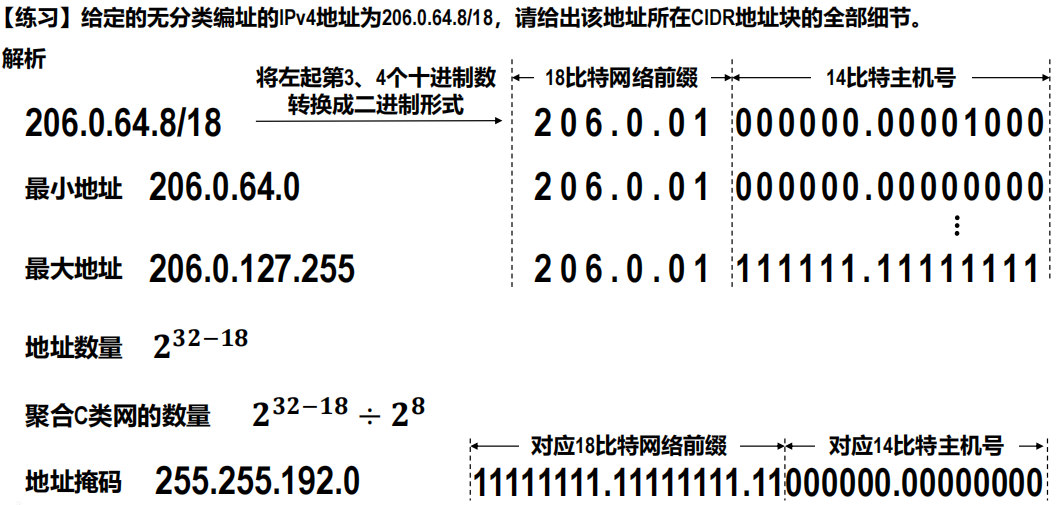 【练习】给定的无分类编址的IPv4地址为206.0.64.8/18，请给出该地址所在CIDR地址块的全部细节。
解析
将左起第3、4个十进制数
转换成二进制形式
18比特网络前缀 14比特主机号
206.0.64.8/18 206.0.01 000000.00001000
最小地址 206.0.64.0 206.0.01 000000.00000000
⋮
最大地址 206.0.127.255 206.0.01 111111.11111111
地址数量 2^{32−18}
聚合C类网的数量 2^{32−18} ÷ 2^8
对应18比特网络前缀 对应14比特主机号
地址掩码 255.255.192.0 11111111.11111111.11 000000.00000000